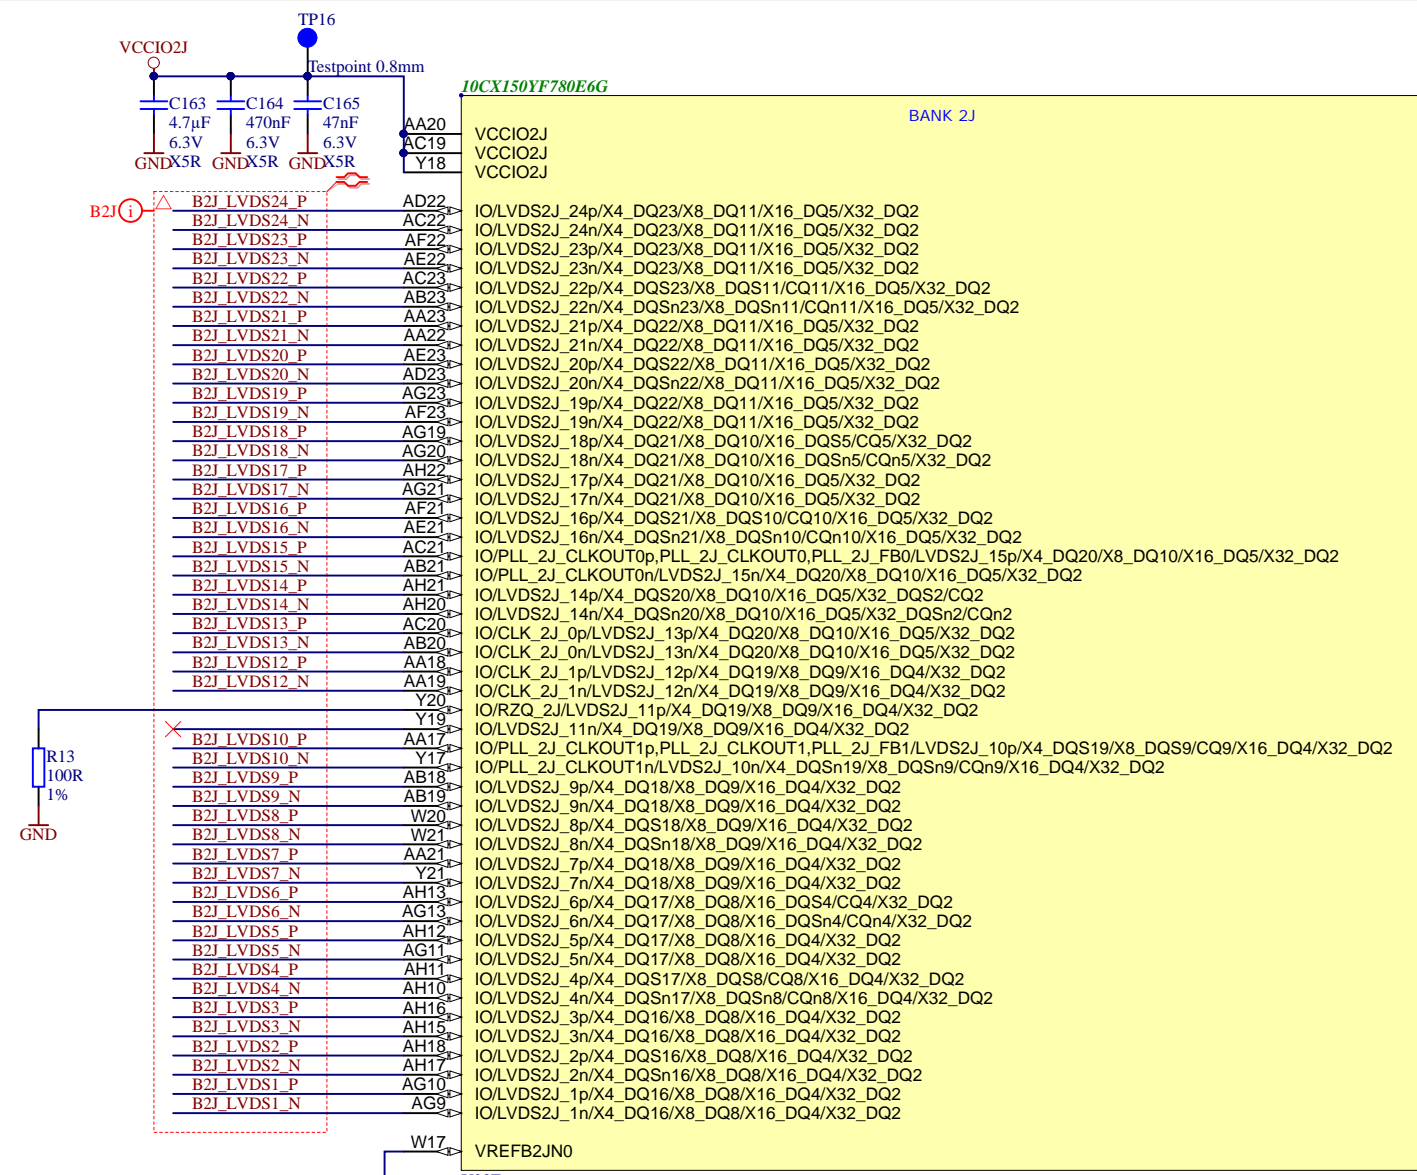 TP16
VCCIO2J
Testpoint 0.8mm
C163
4.7µF
6.3V
X5R
GND
C164
470nF
6.3V
X5R
GND
C165
47nF
6.3V
X5R
GND
10CX150YF780E6G
BANK 2J
AA20 VCCIO2J
AC19 VCCIO2J
Y18 VCCIO2J
B2J i
B2J_LVDS24_P AD22 IO/LVDS2J_24p/X4_DQ23/X8_DQ11/X16_DQ5/X32_DQ2
B2J_LVDS24_N AC22 IO/LVDS2J_24n/X4_DQ23/X8_DQ11/X16_DQ5/X32_DQ2
B2J_LVDS23_P AF22 IO/LVDS2J_23p/X4_DQ23/X8_DQ11/X16_DQ5/X32_DQ2
B2J_LVDS23_N AE22 IO/LVDS2J_23n/X4_DQ23/X8_DQ11/X16_DQ5/X32_DQ2
B2J_LVDS22_P AC23 IO/LVDS2J_22p/X4_DQS23/X8_DQS11/CQ11/X16_DQ5/X32_DQ2
B2J_LVDS22_N AB23 IO/LVDS2J_22n/X4_DQSn23/X8_DQSn11/CQn11/X16_DQ5/X32_DQ2
B2J_LVDS21_P AA23 IO/LVDS2J_21p/X4_DQ22/X8_DQ11/X16_DQ5/X32_DQ2
B2J_LVDS21_N AA22 IO/LVDS2J_21n/X4_DQ22/X8_DQ11/X16_DQ5/X32_DQ2
B2J_LVDS20_P AE23 IO/LVDS2J_20p/X4_DQS22/X8_DQ11/X16_DQ5/X32_DQ2
B2J_LVDS20_N AD23 IO/LVDS2J_20n/X4_DQSn22/X8_DQ11/X16_DQ5/X32_DQ2
B2J_LVDS19_P AG23 IO/LVDS2J_19p/X4_DQ22/X8_DQ11/X16_DQ5/X32_DQ2
B2J_LVDS19_N AF23 IO/LVDS2J_19n/X4_DQ22/X8_DQ11/X16_DQ5/X32_DQ2
B2J_LVDS18_P AG19 IO/LVDS2J_18p/X4_DQ21/X8_DQ10/X16_DQS5/CQ5/X32_DQ2
B2J_LVDS18_N AG20 IO/LVDS2J_18n/X4_DQ21/X8_DQ10/X16_DQSn5/CQn5/X32_DQ2
B2J_LVDS17_P AH22 IO/LVDS2J_17p/X4_DQ21/X8_DQ10/X16_DQ5/X32_DQ2
B2J_LVDS17_N AG21 IO/LVDS2J_17n/X4_DQ21/X8_DQ10/X16_DQ5/X32_DQ2
B2J_LVDS16_P AF21 IO/LVDS2J_16p/X4_DQS21/X8_DQS10/CQ10/X16_DQ5/X32_DQ2
B2J_LVDS16_N AE21 IO/LVDS2J_16n/X4_DQSn21/X8_DQSn10/CQn10/X16_DQ5/X32_DQ2
B2J_LVDS15_P AC21 IO/PLL_2J_CLKOUT0p,PLL_2J_CLKOUT0,PLL_2J_FB0/LVDS2J_15p/X4_DQ20/X8_DQ10/X16_DQ5/X32_DQ2
B2J_LVDS15_N AB21 IO/PLL_2J_CLKOUT0n/LVDS2J_15n/X4_DQ20/X8_DQ10/X16_DQ5/X32_DQ2
B2J_LVDS14_P AH21 IO/LVDS2J_14p/X4_DQS20/X8_DQ10/X16_DQ5/X32_DQS2/CQ2
B2J_LVDS14_N AH20 IO/LVDS2J_14n/X4_DQSn20/X8_DQ10/X16_DQ5/X32_DQSn2/CQn2
B2J_LVDS13_P AC20 IO/CLK_2J_0p/LVDS2J_13p/X4_DQ20/X8_DQ10/X16_DQ5/X32_DQ2
B2J_LVDS13_N AB20 IO/CLK_2J_0n/LVDS2J_13n/X4_DQ20/X8_DQ10/X16_DQ5/X32_DQ2
B2J_LVDS12_P AA18 IO/CLK_2J_1p/LVDS2J_12p/X4_DQ19/X8_DQ9/X16_DQ4/X32_DQ2
B2J_LVDS12_N AA19 IO/CLK_2J_1n/LVDS2J_12n/X4_DQ19/X8_DQ9/X16_DQ4/X32_DQ2
Y20 IO/RZQ_2J/LVDS2J_11p/X4_DQ19/X8_DQ9/X16_DQ4/X32_DQ2
Y19 IO/LVDS2J_11n/X4_DQ19/X8_DQ9/X16_DQ4/X32_DQ2
R13
100R
1%
GND
B2J_LVDS10_P AA17 IO/PLL_2J_CLKOUT1p,PLL_2J_CLKOUT1,PLL_2J_FB1/LVDS2J_10p/X4_DQS19/X8_DQS9/CQ9/X16_DQ4/X32_DQ2
B2J_LVDS10_N Y17 IO/PLL_2J_CLKOUT1n/LVDS2J_10n/X4_DQSn19/X8_DQSn9/CQn9/X16_DQ4/X32_DQ2
B2J_LVDS9_P AB18 IO/LVDS2J_9p/X4_DQ18/X8_DQ9/X16_DQ4/X32_DQ2
B2J_LVDS9_N AB19 IO/LVDS2J_9n/X4_DQ18/X8_DQ9/X16_DQ4/X32_DQ2
B2J_LVDS8_P W20 IO/LVDS2J_8p/X4_DQS18/X8_DQ9/X16_DQ4/X32_DQ2
B2J_LVDS8_N W21 IO/LVDS2J_8n/X4_DQSn18/X8_DQ9/X16_DQ4/X32_DQ2
B2J_LVDS7_P AA21 IO/LVDS2J_7p/X4_DQ18/X8_DQ9/X16_DQ4/X32_DQ2
B2J_LVDS7_N Y21 IO/LVDS2J_7n/X4_DQ18/X8_DQ9/X16_DQ4/X32_DQ2
B2J_LVDS6_P AH13 IO/LVDS2J_6p/X4_DQ17/X8_DQ8/X16_DQS4/CQ4/X32_DQ2
B2J_LVDS6_N AG13 IO/LVDS2J_6n/X4_DQ17/X8_DQ8/X16_DQSn4/CQn4/X32_DQ2
B2J_LVDS5_P AH12 IO/LVDS2J_5p/X4_DQ17/X8_DQ8/X16_DQ4/X32_DQ2
B2J_LVDS5_N AG11 IO/LVDS2J_5n/X4_DQ17/X8_DQ8/X16_DQ4/X32_DQ2
B2J_LVDS4_P AH11 IO/LVDS2J_4p/X4_DQS17/X8_DQS8/CQ8/X16_DQ4/X32_DQ2
B2J_LVDS4_N AH10 IO/LVDS2J_4n/X4_DQSn17/X8_DQSn8/CQn8/X16_DQ4/X32_DQ2
B2J_LVDS3_P AH16 IO/LVDS2J_3p/X4_DQ16/X8_DQ8/X16_DQ4/X32_DQ2
B2J_LVDS3_N AH15 IO/LVDS2J_3n/X4_DQ16/X8_DQ8/X16_DQ4/X32_DQ2
B2J_LVDS2_P AH18 IO/LVDS2J_2p/X4_DQS16/X8_DQ8/X16_DQ4/X32_DQ2
B2J_LVDS2_N AH17 IO/LVDS2J_2n/X4_DQSn16/X8_DQ8/X16_DQ4/X32_DQ2
B2J_LVDS1_P AG10 IO/LVDS2J_1p/X4_DQ16/X8_DQ8/X16_DQ4/X32_DQ2
B2J_LVDS1_N AG9 IO/LVDS2J_1n/X4_DQ16/X8_DQ8/X16_DQ4/X32_DQ2
W17 VREFB2JN0